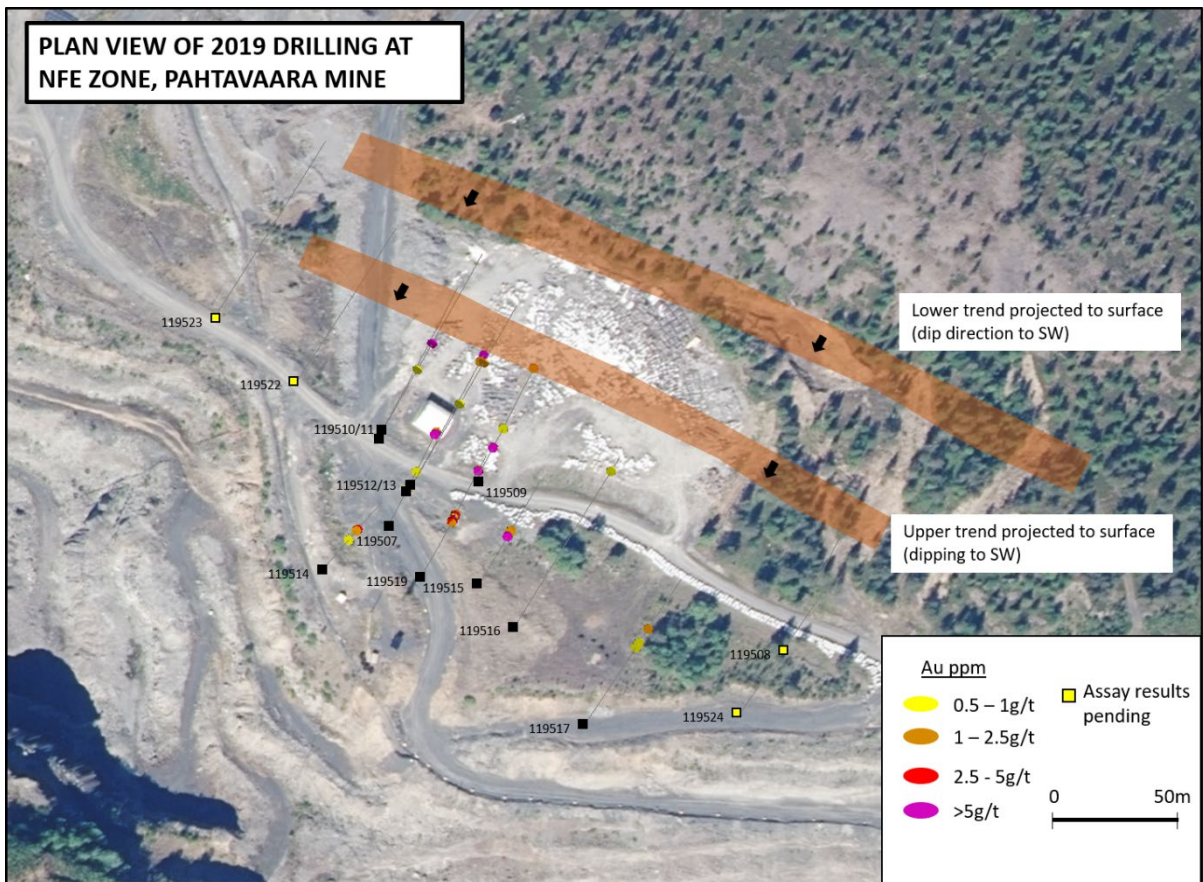 PLAN VIEW OF 2019 DRILLING AT
NFE ZONE, PAHTAVAARA MINE
Lower trend projected to surface
(dip direction to SW)
119523
119522
119510/11
119512/13
119509
119507
Upper trend projected to surface
(dipping to SW)
119514
119519
119515
119516
119508
119524
119517
Au ppm
0.5 – 1g/t
1 – 2.5g/t
2.5 - 5g/t
>5g/t
Assay results
pending
0 50m